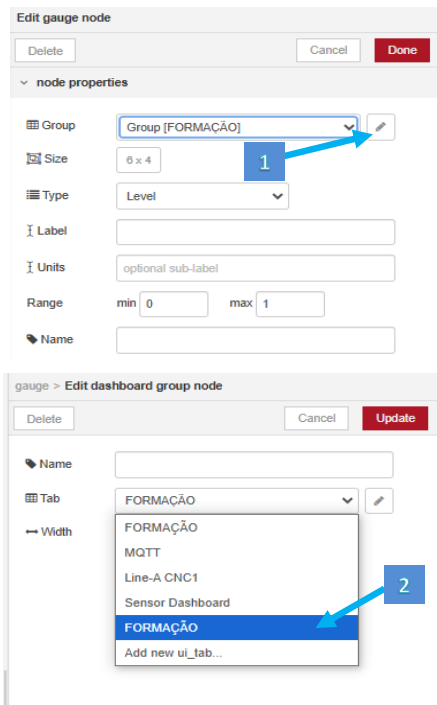 Edit gauge node
Delete Cancel Done
node properties
Group Group [FORMAÇÃO]
1
Size 6 x 4
Type Level
Label
Units optional sub-label
Range min 0 max 1
Name
gauge > Edit dashboard group node
Delete Cancel Update
Name
Tab FORMAÇÃO
Width FORMAÇÃO
MQTT
Line-A CNC1
2
Sensor Dashboard
FORMAÇÃO
Add new ui_tab...